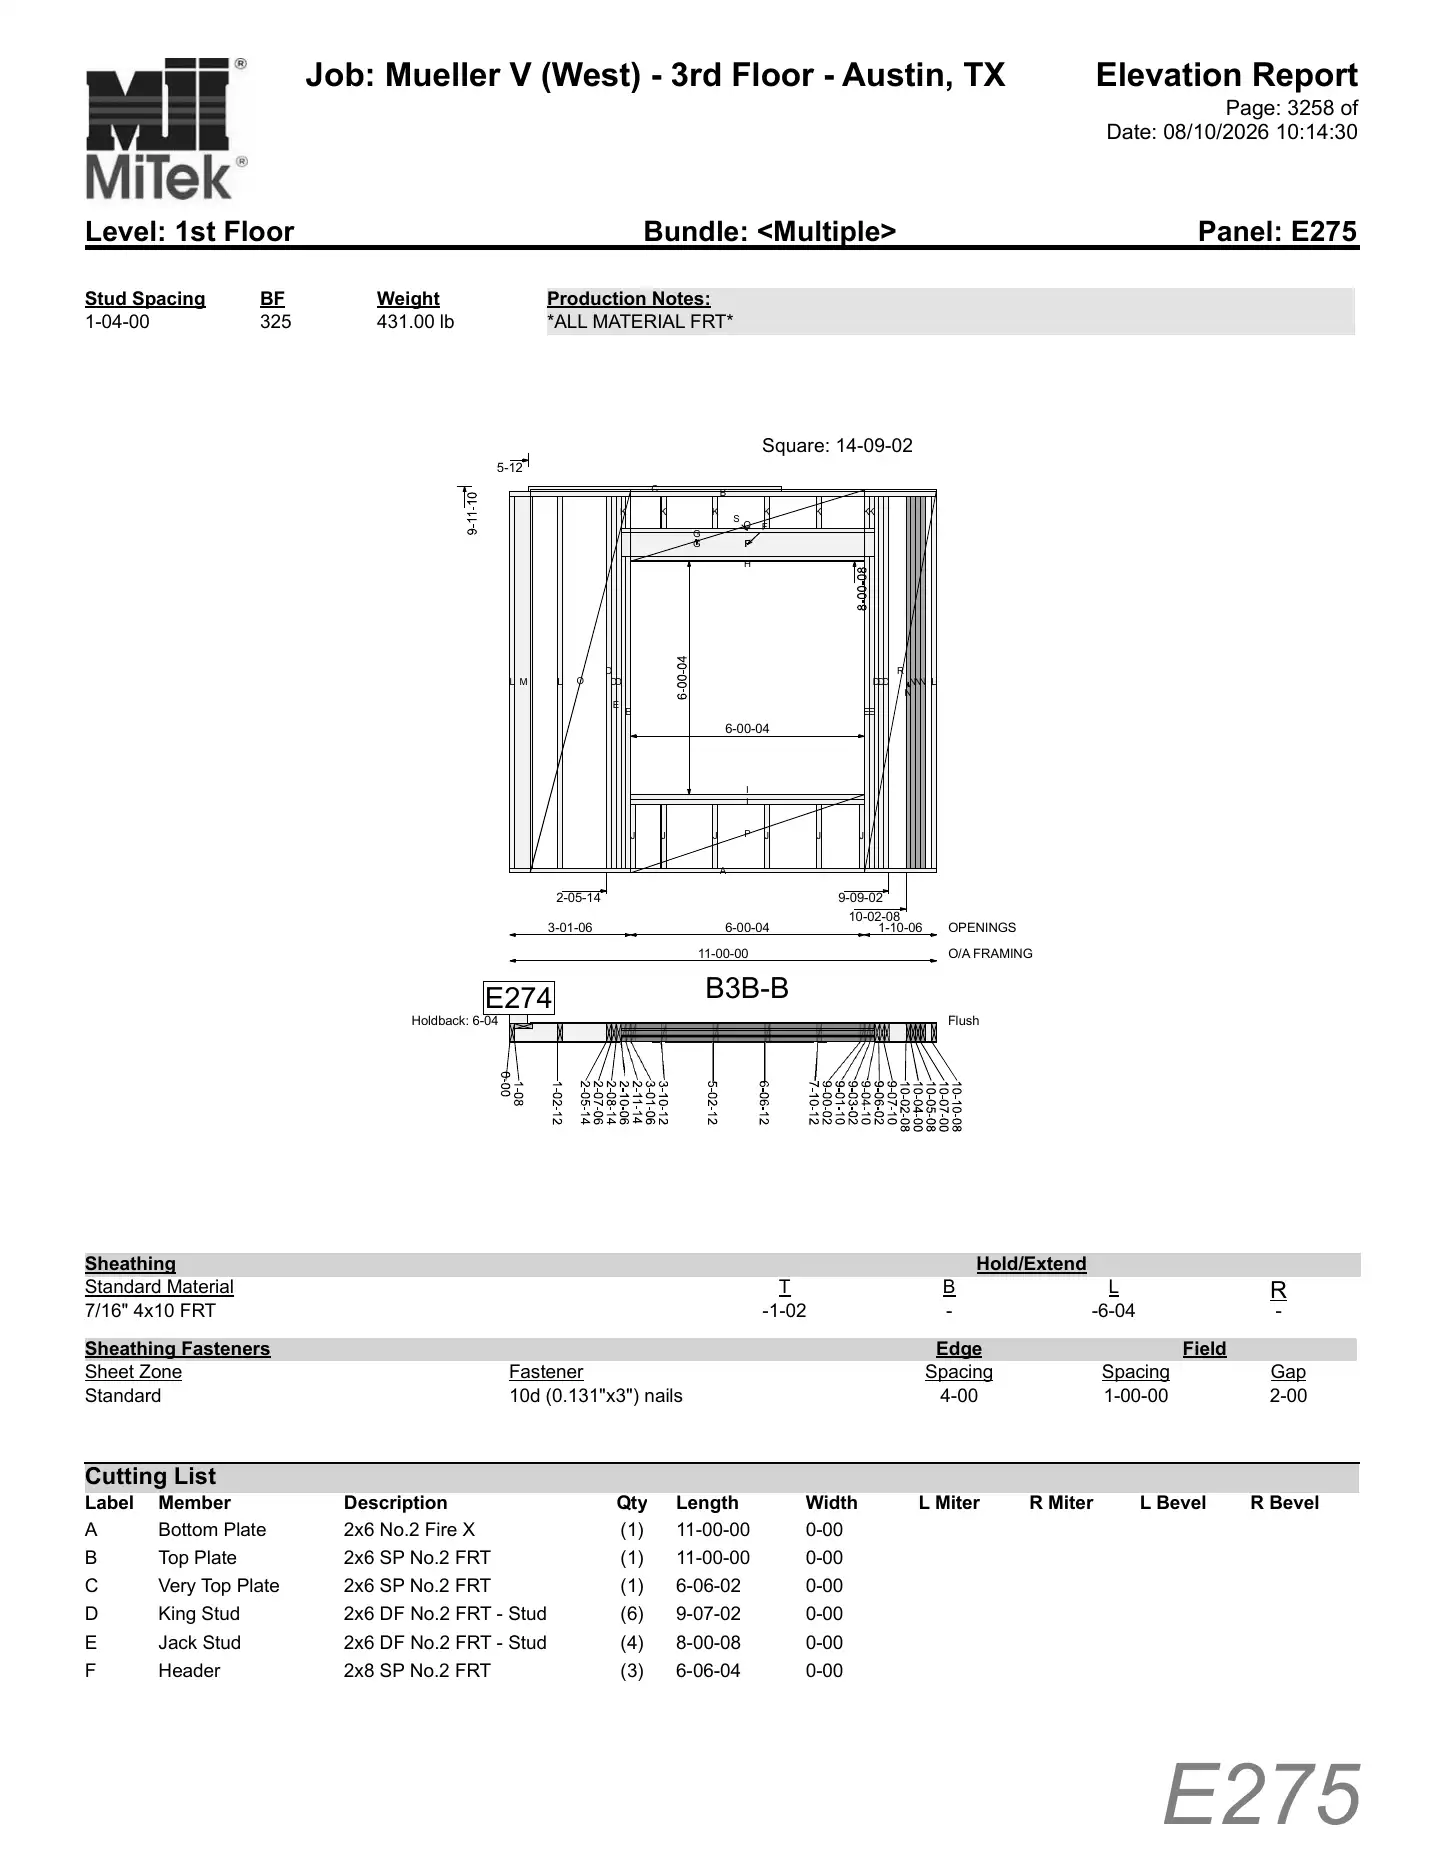 Job: Mueller V (West) - 3rd Floor - Austin, TX
Elevation Report
Page: 3258 of
Date: 08/10/2026 10:14:30
MiTek®
Level: 1st Floor Bundle: <Multiple> Panel: E275
Stud Spacing BF Weight Production Notes:
1-04-00 325 431.00 lb *ALL MATERIAL FRT*
Square: 14-09-02
5-12
9-11-10
C
B
K K K K K K K
S Q F
G
G P
H
8-00-08
6-00-04
D R
L M L O D D D D D N N N L
N
E
E E E
6-00-04
I
I
J J J P J J J
A
2-05-14 9-09-02
10-02-08
3-01-06 6-00-04 1-10-06 OPENINGS
11-00-00 O/A FRAMING
E274 B3B-B
Holdback: 6-04 Flush
0-00 1-08 1-02-12 2-05-14 2-07-06 2-08-14 2-10-06 2-11-14 3-01-06 3-10-12 5-02-12 6-06-12 7-10-12 9-00-02 9-01-10 9-03-02 9-04-10 9-06-02 9-07-10 10-02-08 10-04-00 10-05-08 10-07-00 10-10-08
Sheathing Hold/Extend
Standard Material T B L R
7/16" 4x10 FRT -1-02 - -6-04 -
Sheathing Fasteners Edge Field
Sheet Zone Fastener Spacing Spacing Gap
Standard 10d (0.131"x3") nails 4-00 1-00-00 2-00
Cutting List
Label Member Description Qty Length Width L Miter R Miter L Bevel R Bevel
A Bottom Plate 2x6 No.2 Fire X (1) 11-00-00 0-00
B Top Plate 2x6 SP No.2 FRT (1) 11-00-00 0-00
C Very Top Plate 2x6 SP No.2 FRT (1) 6-06-02 0-00
D King Stud 2x6 DF No.2 FRT - Stud (6) 9-07-02 0-00
E Jack Stud 2x6 DF No.2 FRT - Stud (4) 8-00-08 0-00
F Header 2x8 SP No.2 FRT (3) 6-06-04 0-00
E275